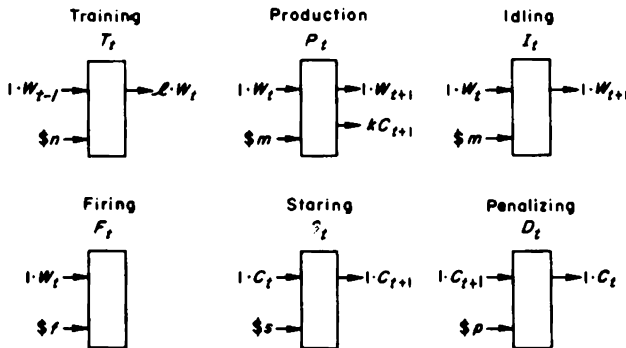 Training Production Idling
T_t P_t I_t
1·W_{t-1} ℓ·W_t 1·W_t 1·W_{t+1} 1·W_t 1·W_{t+1}
$n $m kC_{t+1} $m
Firing Staring Penalizing
F_t D_t
1·W_t 1·C_t 1·C_{t+1} 1·C_{t+1} 1·C_t
$f $s $p